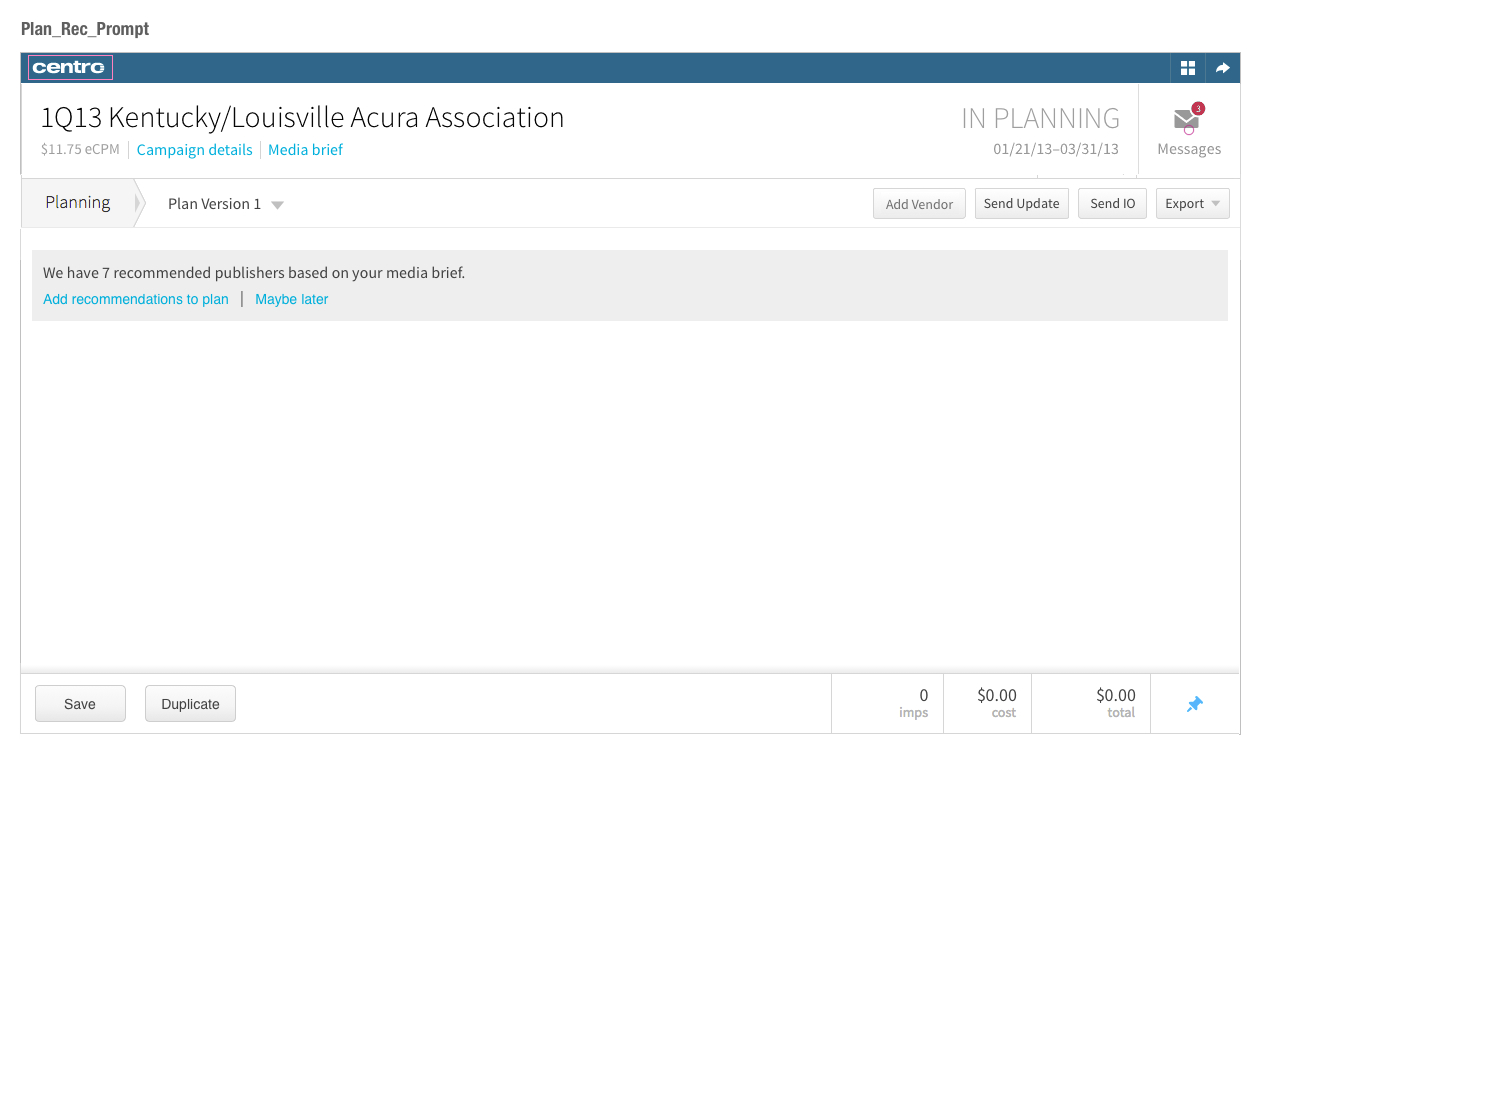 Plan_Rec_Prompt
centro
1Q13 Kentucky/Louisville Acura Association
IN PLANNING
3
$11.75 eCPM | Campaign details | Media brief
01/21/13–03/31/13
Messages
Planning
Plan Version 1
Add Vendor
Send Update
Send IO
Export
We have 7 recommended publishers based on your media brief.
Add recommendations to plan | Maybe later
Save
Duplicate
0
imps
$0.00
cost
$0.00
total